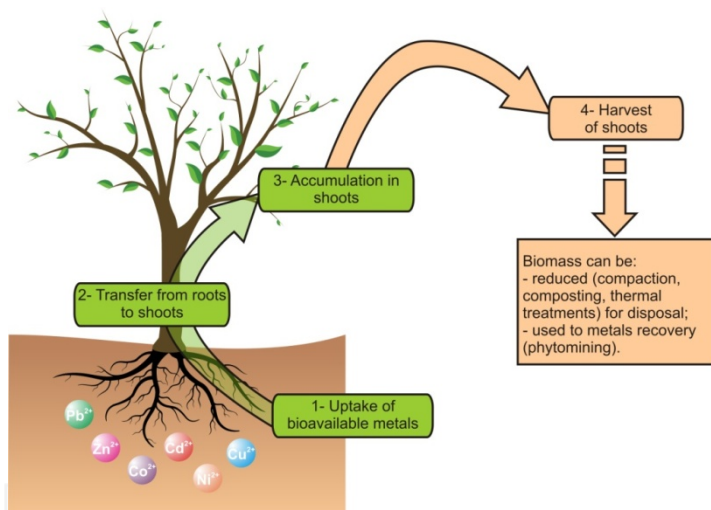 4- Harvest
of shoots
3- Accumulation in
shoots
Biomass can be:
- reduced (compaction,
composting, thermal
treatments) for disposal;
- used to metals recovery
(phytomining).
2- Transfer from roots
to shoots
1- Uptake of
bioavailable metals
Pb²⁺
Zn²⁺
Cd²⁺
Cu²⁺
Co²⁺
Ni²⁺